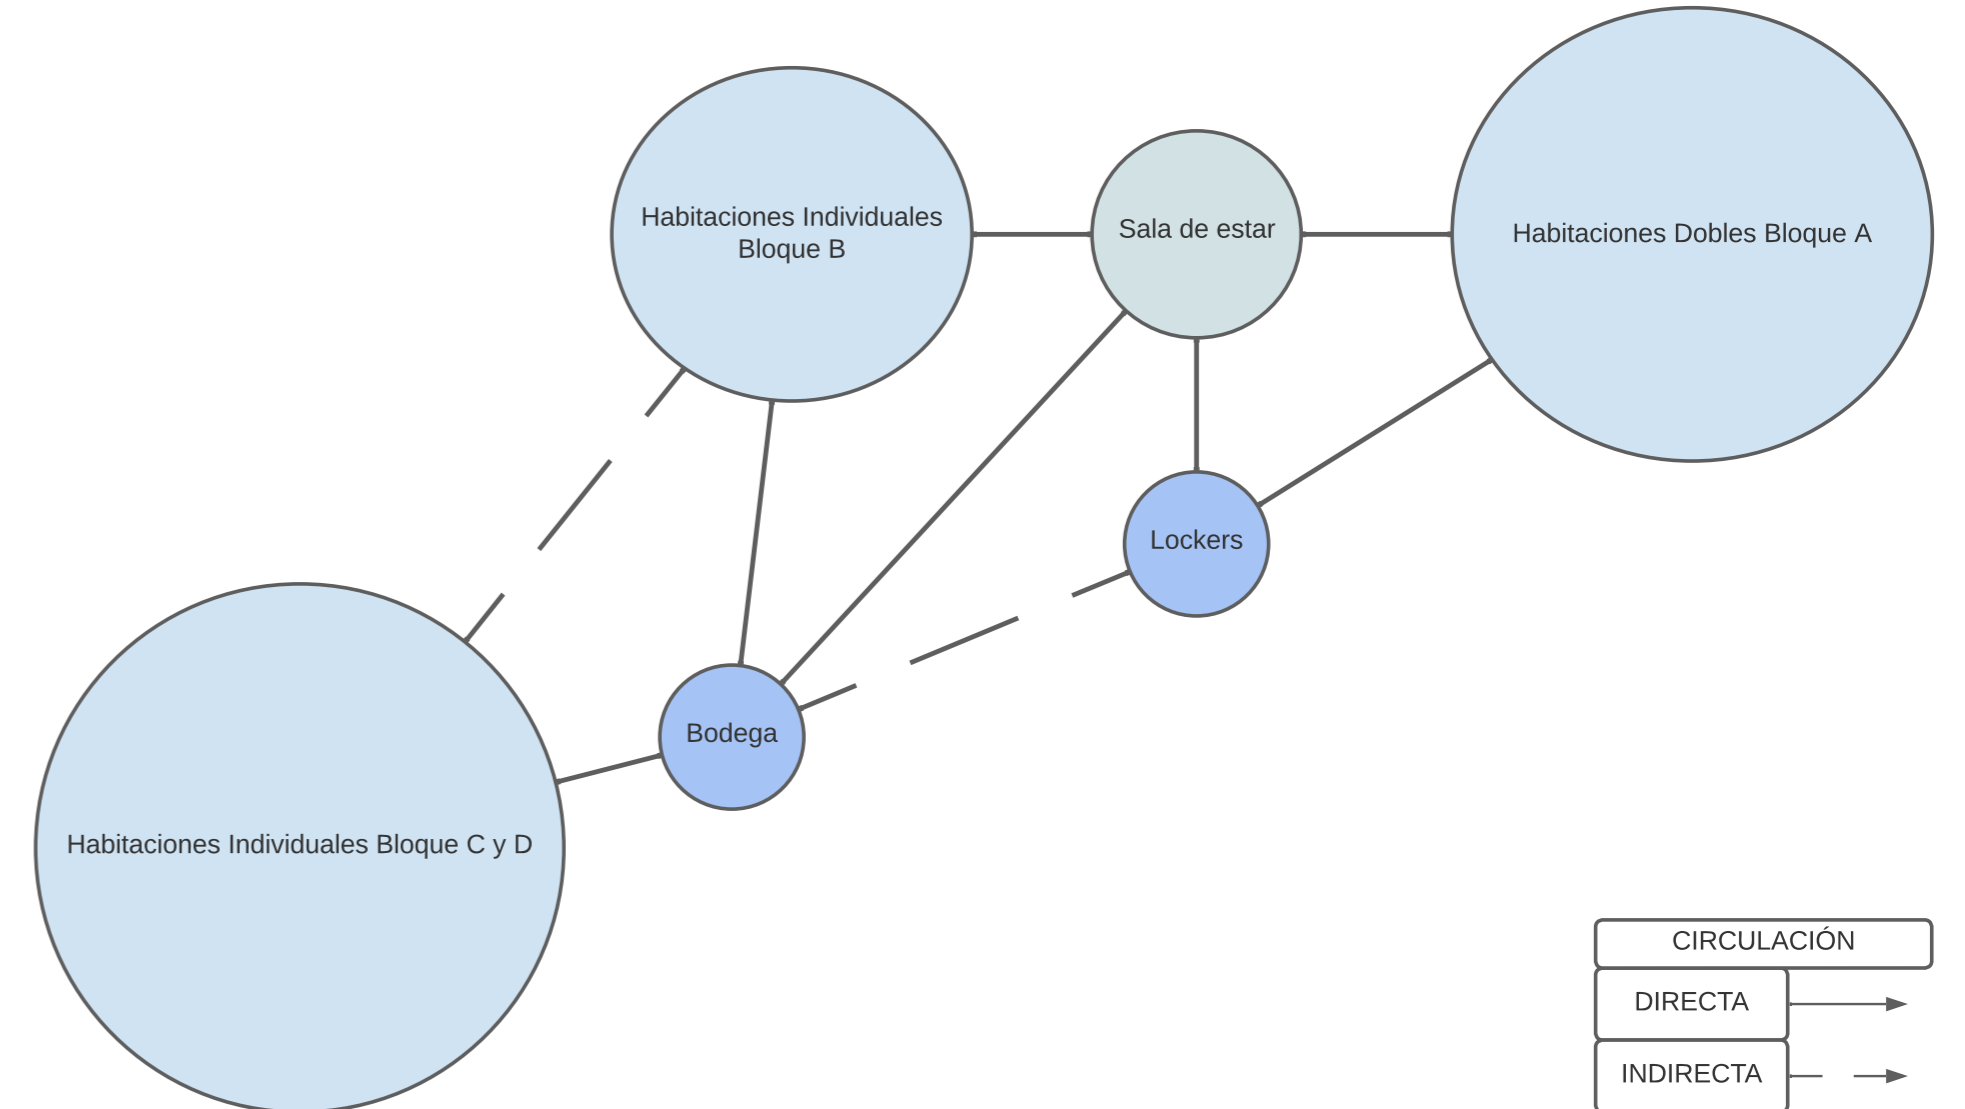 Habitaciones Individuales
Bloque B
Sala de estar
Habitaciones Dobles Bloque A
Lockers
Bodega
Habitaciones Individuales Bloque C y D
CIRCULACIÓN
DIRECTA
INDIRECTA